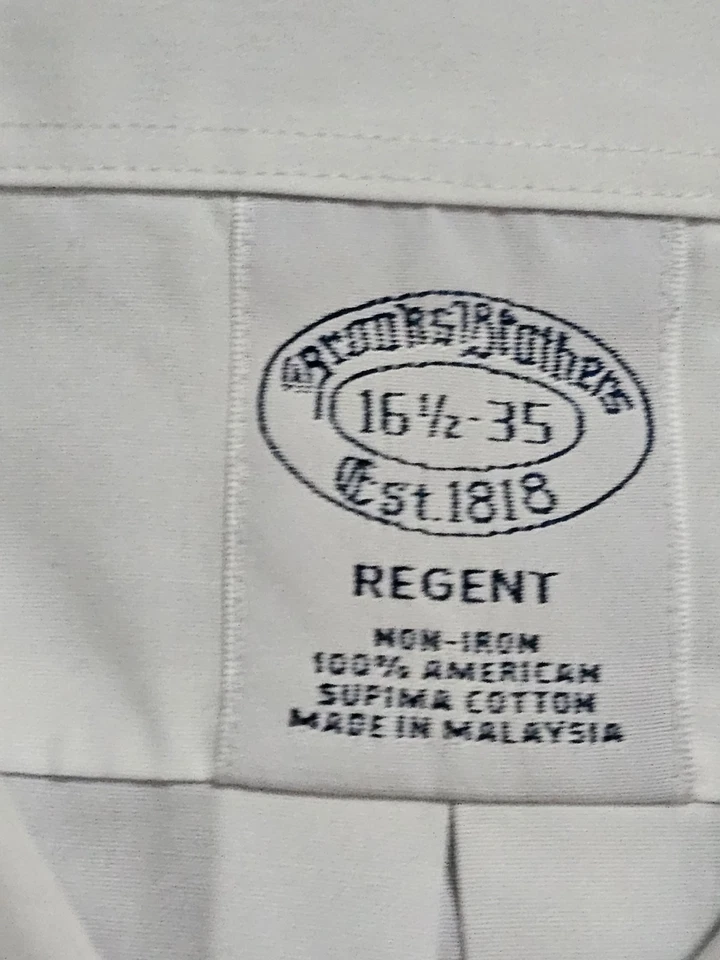 Brooks Brothers
16½-35
Est. 1818
REGENT
NON-IRON
100% AMERICAN
SUPIMA COTTON
MADE IN MALAYSIA